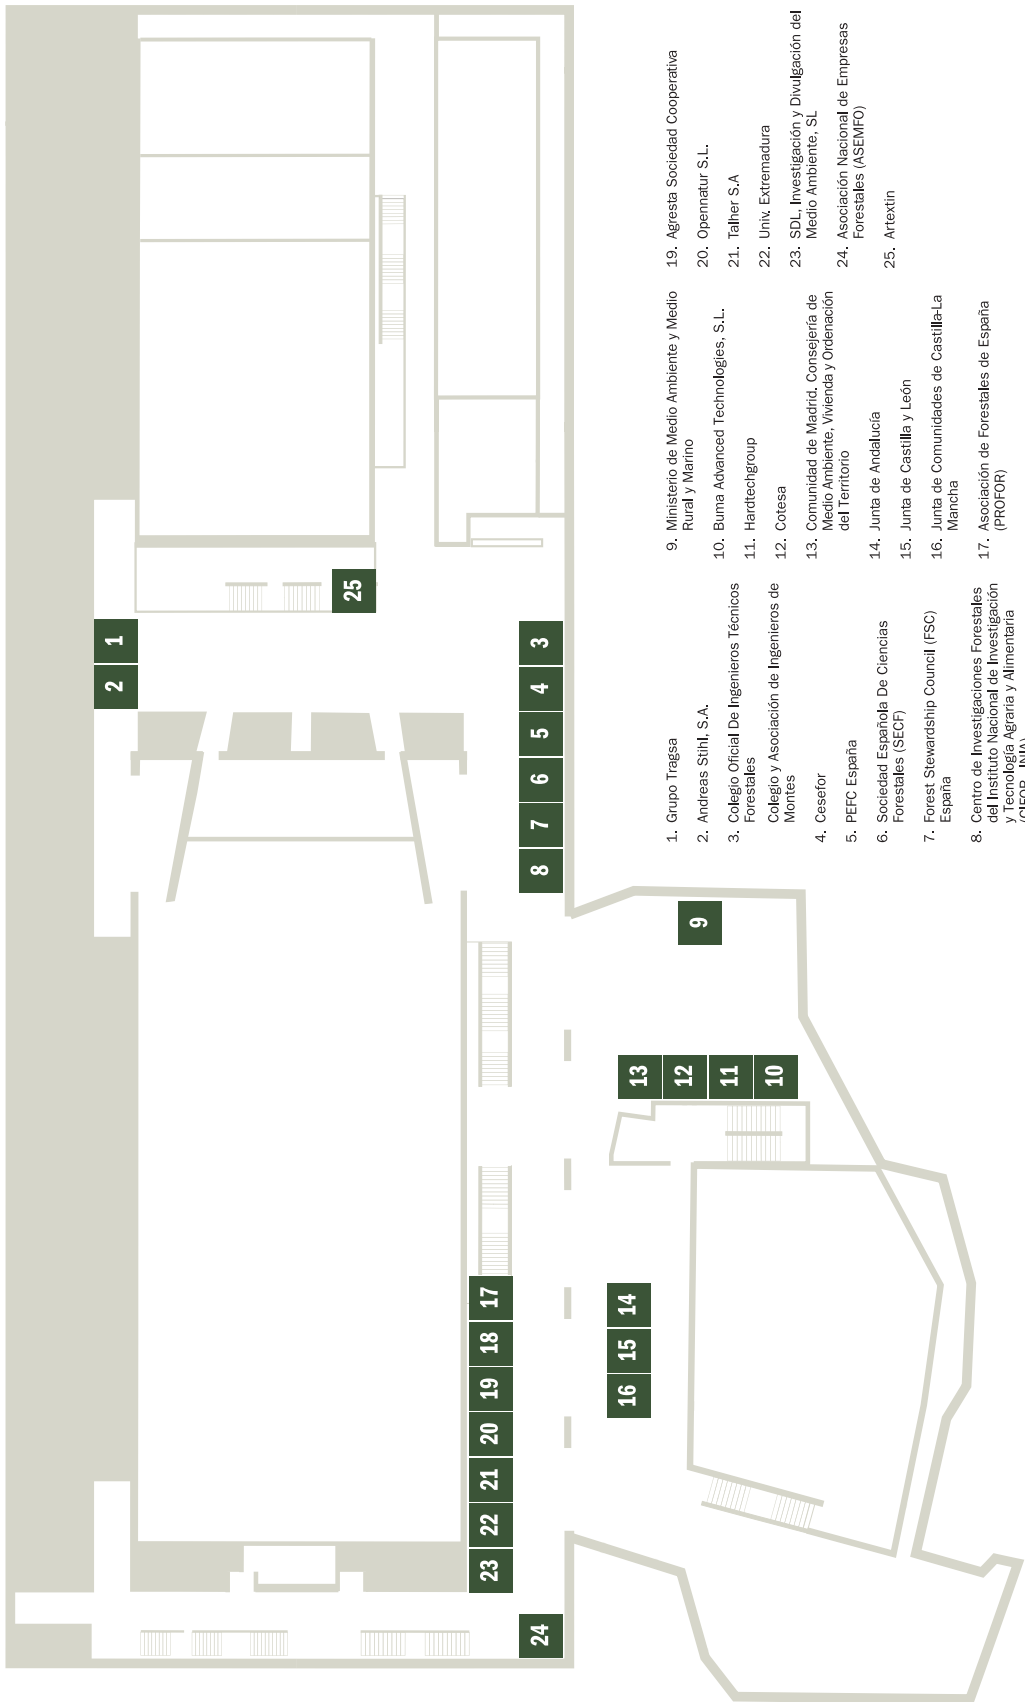 2
1
25
23
22
21
20
19
18
17
24
8
7
6
5
4
3
16
15
14
13
12
11
10
9
1. Grupo Tragsa
2. Andreas Stihl, S.A.
3. Colegio Oficial De Ingenieros Técnicos
Forestales
Colegio y Asociación de Ingenieros de
Montes
4. Cesefor
5. PEFC España
6. Sociedad Española De Ciencias
Forestales (SECF)
7. Forest Stewardship Council (FSC)
España
8. Centro de Investigaciones Forestales
del Instituto Nacional de Investigación
y Tecnología Agraria y Alimentaria
(CIFOR - INIA)
9. Ministerio de Medio Ambiente y Medio
Rural y Marino
10. Buma Advanced Technologies, S.L.
11. Hardtechgroup
12. Cotesa
13. Comunidad de Madrid. Consejería de
Medio Ambiente, Vivienda y Ordenación
del Territorio
14. Junta de Andalucía
15. Junta de Castilla y León
16. Junta de Comunidades de Castilla-La
Mancha
17. Asociación de Forestales de España
(PROFOR)
19. Agresta Sociedad Cooperativa
20. Opennatur S.L.
21. Talher S.A
22. Univ. Extremadura
23. SDL, Investigación y Divulgación del
Medio Ambiente, SL
24. Asociación Nacional de Empresas
Forestales (ASEMFO)
25. Artextin